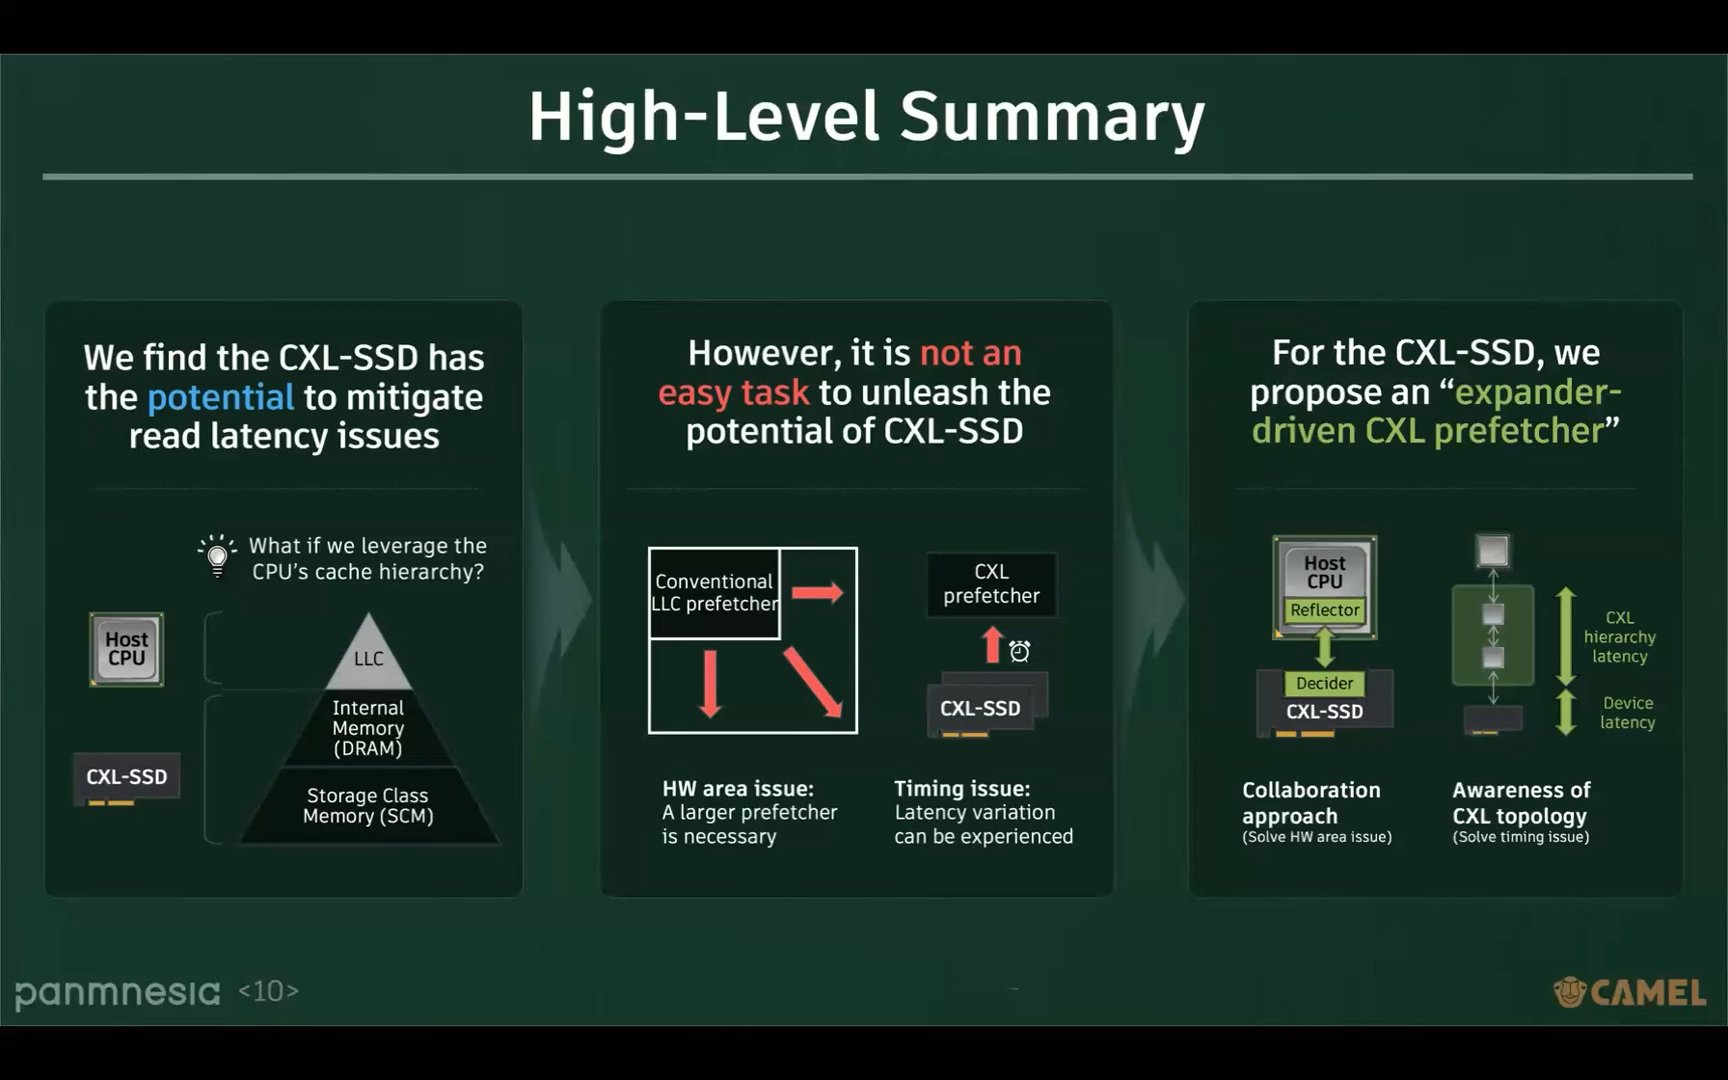 High-Level Summary
We find the CXL-SSD has
the potential to mitigate
read latency issues
What if we leverage the
CPU's cache hierarchy?
Host
CPU
LLC
Internal
Memory
(DRAM)
CXL-SSD
Storage Class
Memory (SCM)
However, it is not an
easy task to unleash the
potential of CXL-SSD
Conventional
LLC prefetcher
CXL
prefetcher
CXL-SSD
HW area issue:
A larger prefetcher
is necessary
Timing issue:
Latency variation
can be experienced
For the CXL-SSD, we
propose an “expander-
driven CXL prefetcher”
Host
CPU
Reflector
Decider
CXL-SSD
CXL
hierarchy
latency
Device
latency
Collaboration
approach
(Solve HW area issue)
Awareness of
CXL topology
(Solve timing issue)
panmnesia <10>
CAMEL